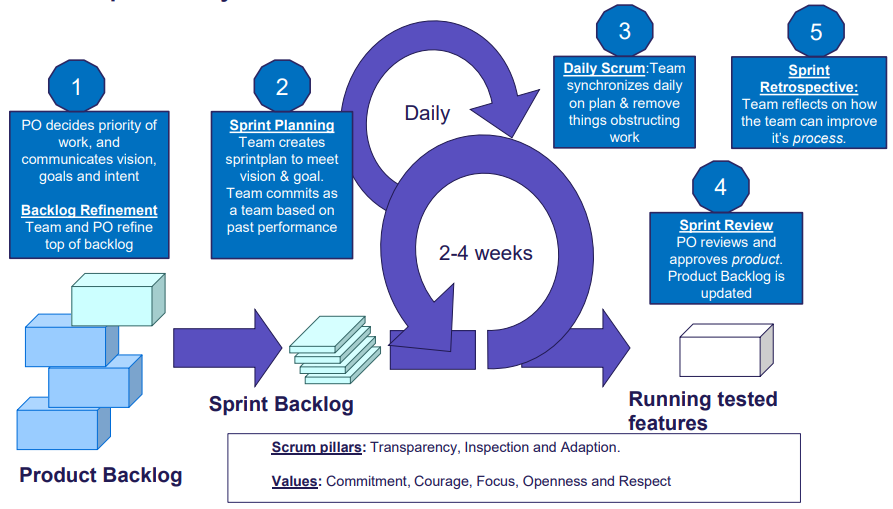 1
PO decides priority of
work, and
communicates vision,
goals and intent
Backlog Refinement
Team and PO refine
top of backlog
2
Sprint Planning
Team creates
sprintplan to meet
vision & goal.
Team commits as
a team based on
past performance
Daily
2-4 weeks
3
Daily Scrum:Team
synchronizes daily
on plan & remove
things obstructing
work
5
Sprint
Retrospective:
Team reflects on how
the team can improve
it's process.
4
Sprint Review
PO reviews and
approves product.
Product Backlog is
updated
Product Backlog
Sprint Backlog
Running tested
features
Scrum pillars: Transparency, Inspection and Adaption.
Values: Commitment, Courage, Focus, Openness and Respect